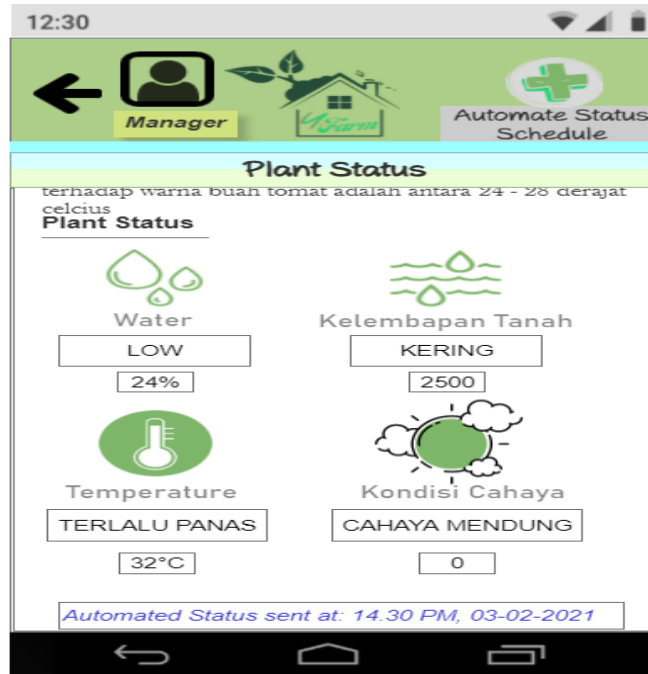 12:30
Manager
YFarm
Automate Status
Schedule
Plant Status
terhadap warna buah tomat adalah antara 24 - 28 derajat
celcius
Plant Status
Water
Kelembapan Tanah
LOW
KERING
24%
2500
Temperature
Kondisi Cahaya
TERLALU PANAS
CAHAYA MENDUNG
32°C
0
Automated Status sent at: 14.30 PM, 03-02-2021